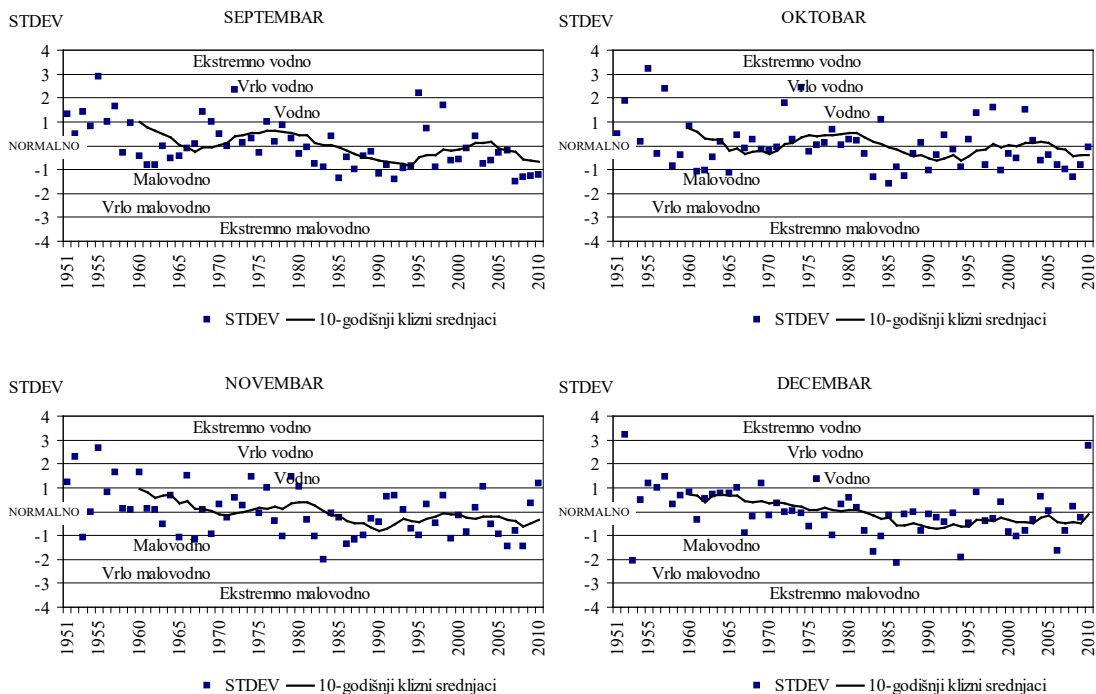 STDEV
SEPTEMBAR
4
3
2
1
NORMALNO
-1
-2
-3
-4
Ekstremno vodno
Vrlo vodno
Vodno
Malovodno
Vrlo malovodno
Ekstremno malovodno
1951 1955 1960 1965 1970 1975 1980 1985 1990 1995 2000 2005 2010
STDEV 10-godišnji klizni srednjaci
STDEV
OKTOBAR
4
3
2
1
NORMALNO
-1
-2
-3
-4
Ekstremno vodno
Vrlo vodno
Vodno
Malovodno
Vrlo malovodno
Ekstremno malovodno
1951 1955 1960 1965 1970 1975 1980 1985 1990 1995 2000 2005 2010
STDEV 10-godišnji klizni srednjaci
STDEV
NOVEMBAR
4
3
2
1
NORMALNO
-1
-2
-3
-4
Ekstremno vodno
Vrlo vodno
Vodno
Malovodno
Vrlo malovodno
Ekstremno malovodno
1951 1955 1960 1965 1970 1975 1980 1985 1990 1995 2000 2005 2010
STDEV 10-godišnji klizni srednjaci
STDEV
DECEMBAR
4
3
2
1
NORMALNO
-1
-2
-3
-4
Ekstremno vodno
Vrlo vodno
Vodno
Malovodno
Vrlo malovodno
Ekstremno malovodno
1951 1955 1960 1965 1970 1975 1980 1985 1990 1995 2000 2005 2010
STDEV 10-godišnji klizni srednjaci